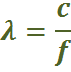 λ = c/f